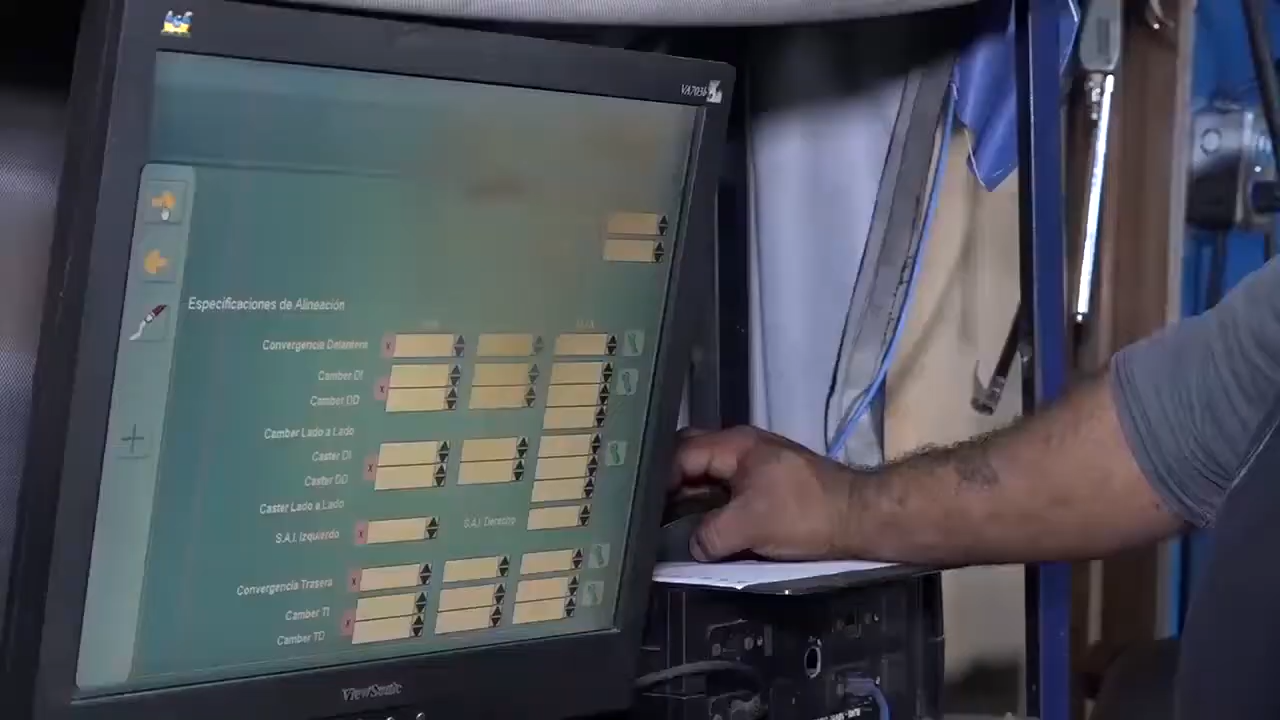 Especificaciones de Alineación
Convergencia Delantera
Camber DI
Camber DD
Camber Lado a Lado
Caster DI
Caster DD
Caster Lado a Lado
S.A.I. Izquierdo
S.A.I. Derecho
Convergencia Trasera
Camber TI
Camber TD
ViewSonic